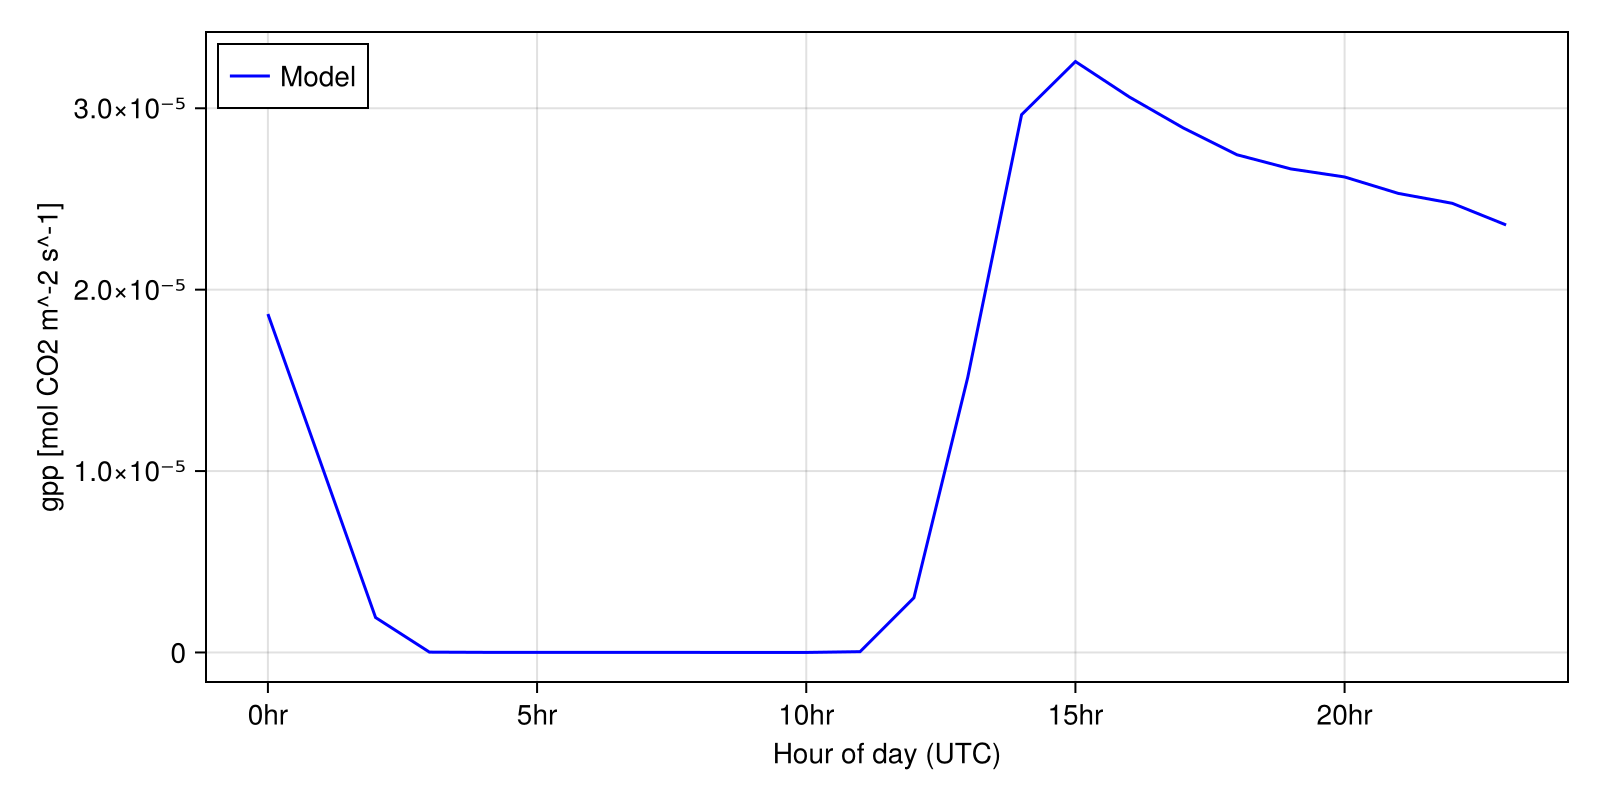 Model
3.0×10⁻⁵
2.0×10⁻⁵
1.0×10⁻⁵
0
gpp [mol CO2 m^-2 s^-1]
0hr 5hr 10hr 15hr 20hr
Hour of day (UTC)